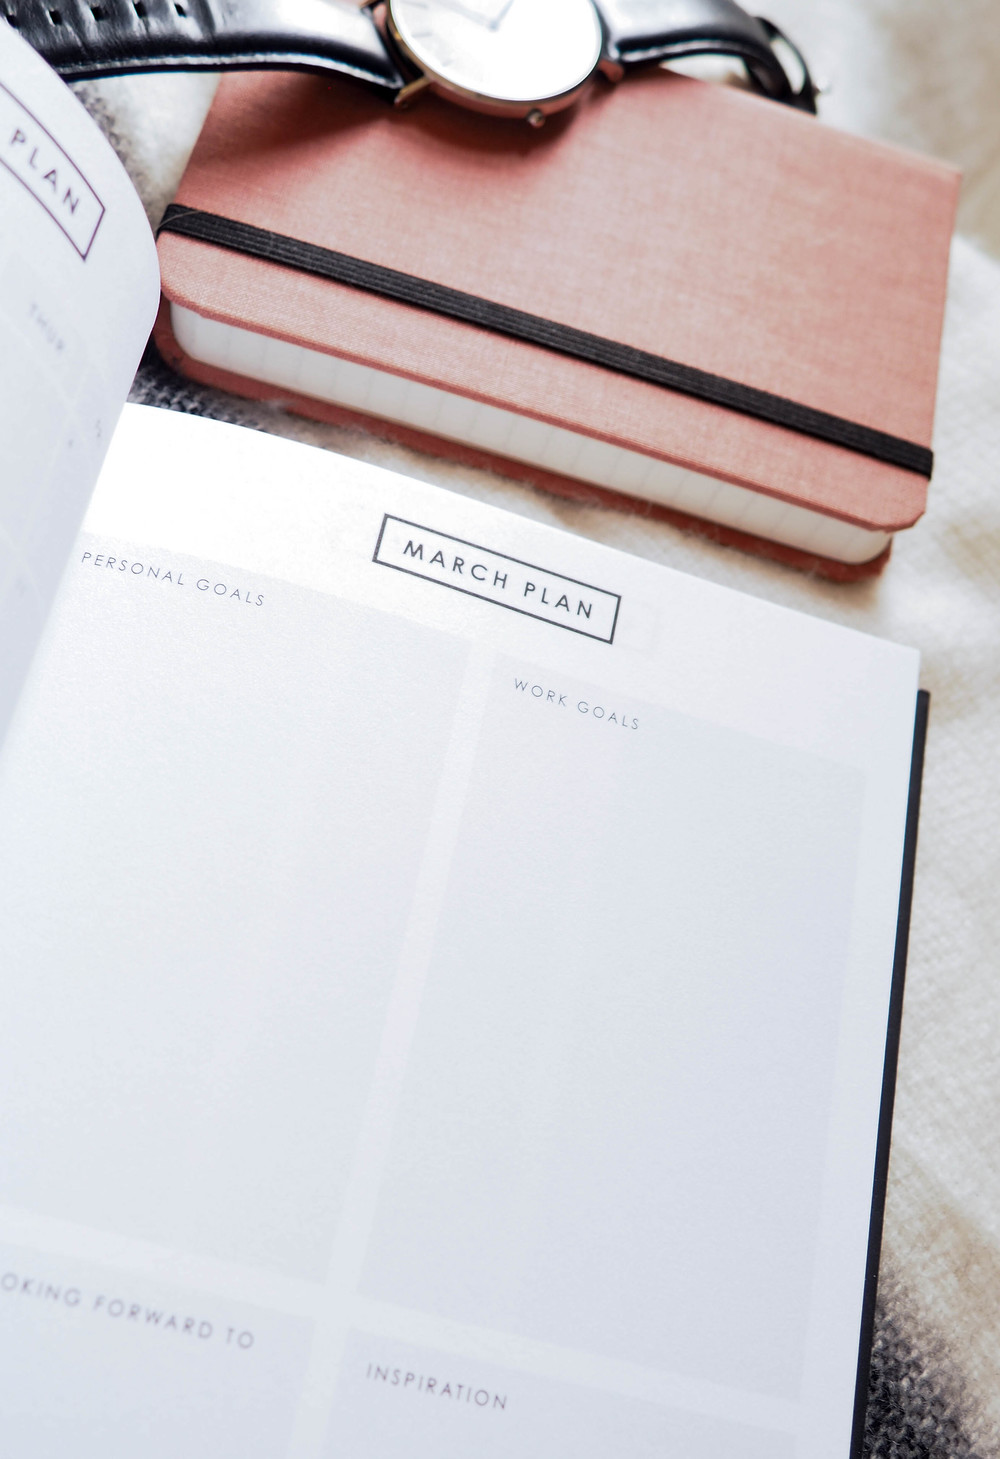 PLAN
THUR
MARCH PLAN
PERSONAL GOALS
WORK GOALS
OKING FORWARD TO
INSPIRATION